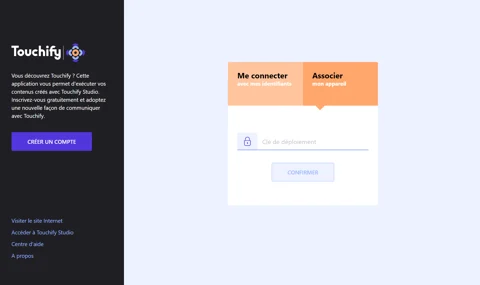 Touchify
Vous découvrez Touchify ? Cette
application vous permet d'exécuter vos
contenus créés avec Touchify Studio.
Inscrivez-vous gratuitement et adoptez
une nouvelle façon de communiquer
avec Touchify.
CRÉER UN COMPTE
Visiter le site Internet
Accéder à Touchify Studio
Centre d'aide
A propos
Me connecter
avec mes identifiants
Associer
mon appareil
Clé de déploiement
CONFIRMER